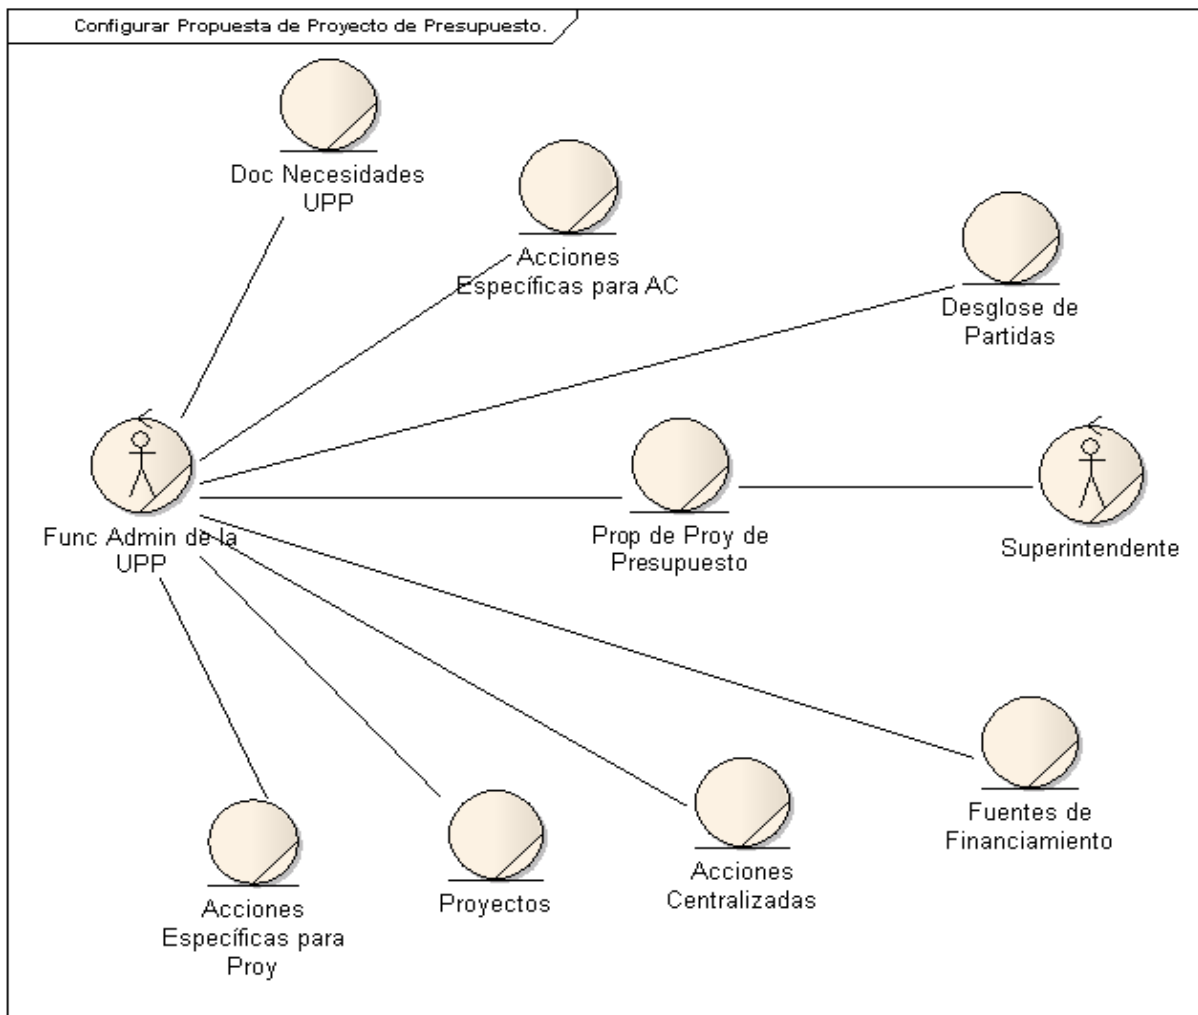 Configurar Propuesta de Proyecto de Presupuesto.
Doc Necesidades
UPP
Acciones
Específicas para AC
Desglose de
Partidas
Func Admin de la
UPP
Prop de Proy de
Presupuesto
Superintendente
Fuentes de
Financiamiento
Acciones
Centralizadas
Proyectos
Acciones
Específicas para
Proy